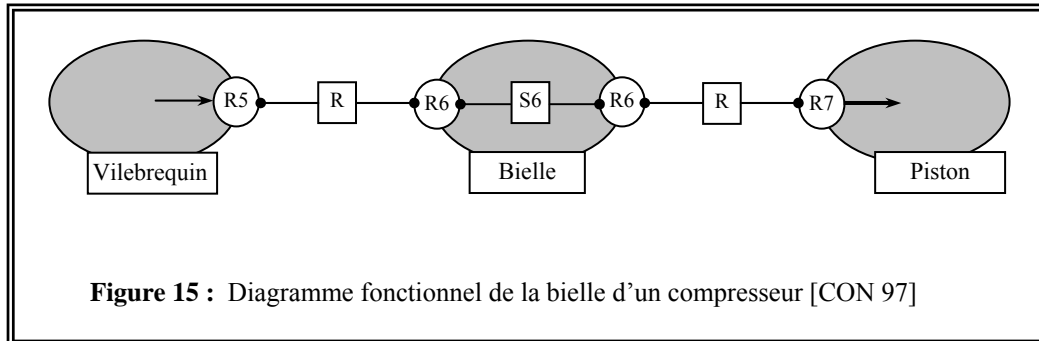 R5 R R6 S6 R6 R R7
Vilebrequin Bielle Piston
Figure 15 : Diagramme fonctionnel de la bielle d’un compresseur [CON 97]